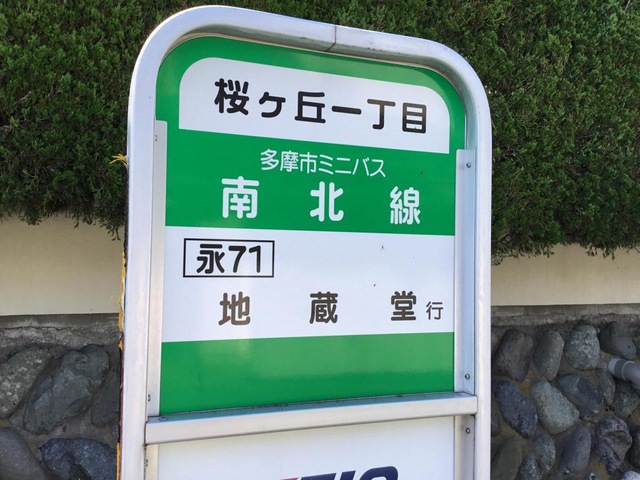 桜ヶ丘一丁目
多摩市ミニバス
南北線
永71
地蔵堂行